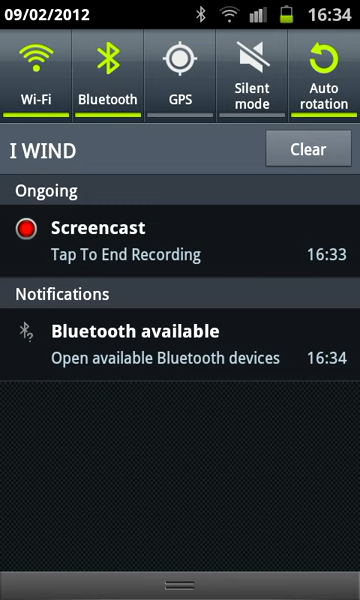 09/02/2012 16:34
Wi-Fi Bluetooth GPS Silent mode Auto rotation
I WIND Clear
Ongoing
Screencast
Tap To End Recording 16:33
Notifications
Bluetooth available
Open available Bluetooth devices 16:34